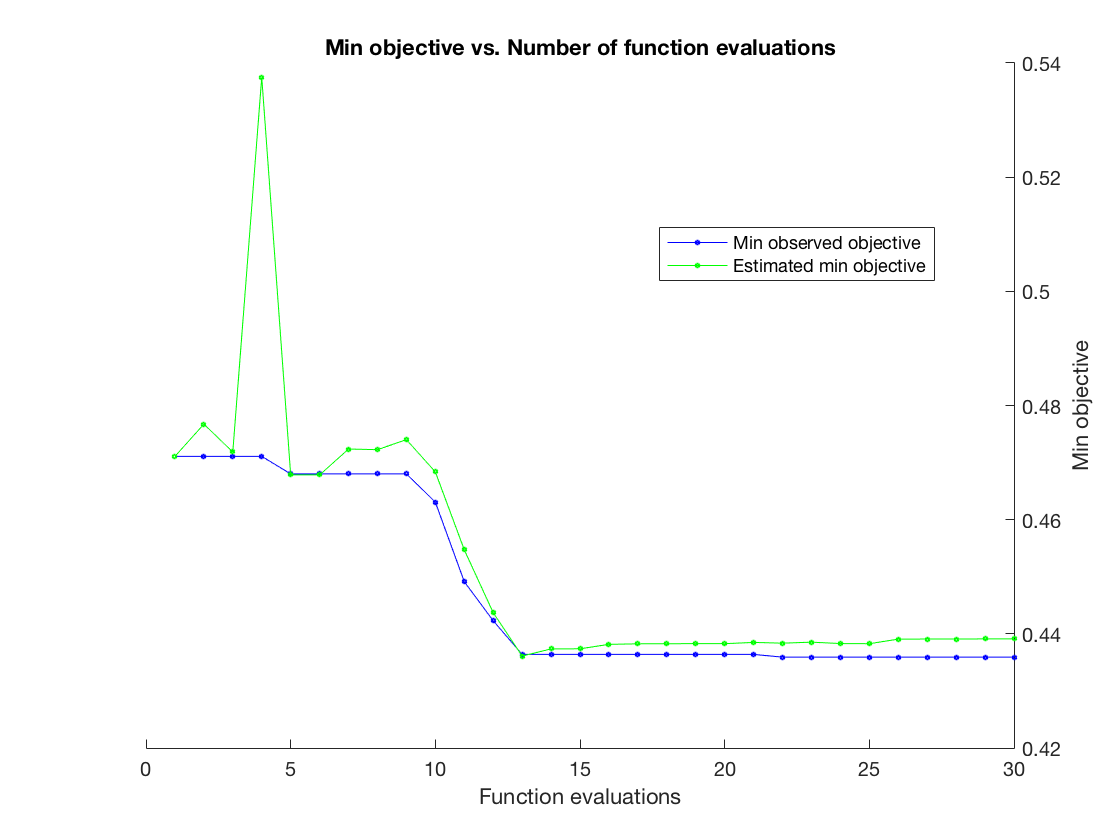 Min objective vs. Number of function evaluations
0.54
0.52
Min observed objective
Estimated min objective
0.5
Min objective
0.48
0.46
0.44
0.42
0 5 10 15 20 25 30
Function evaluations